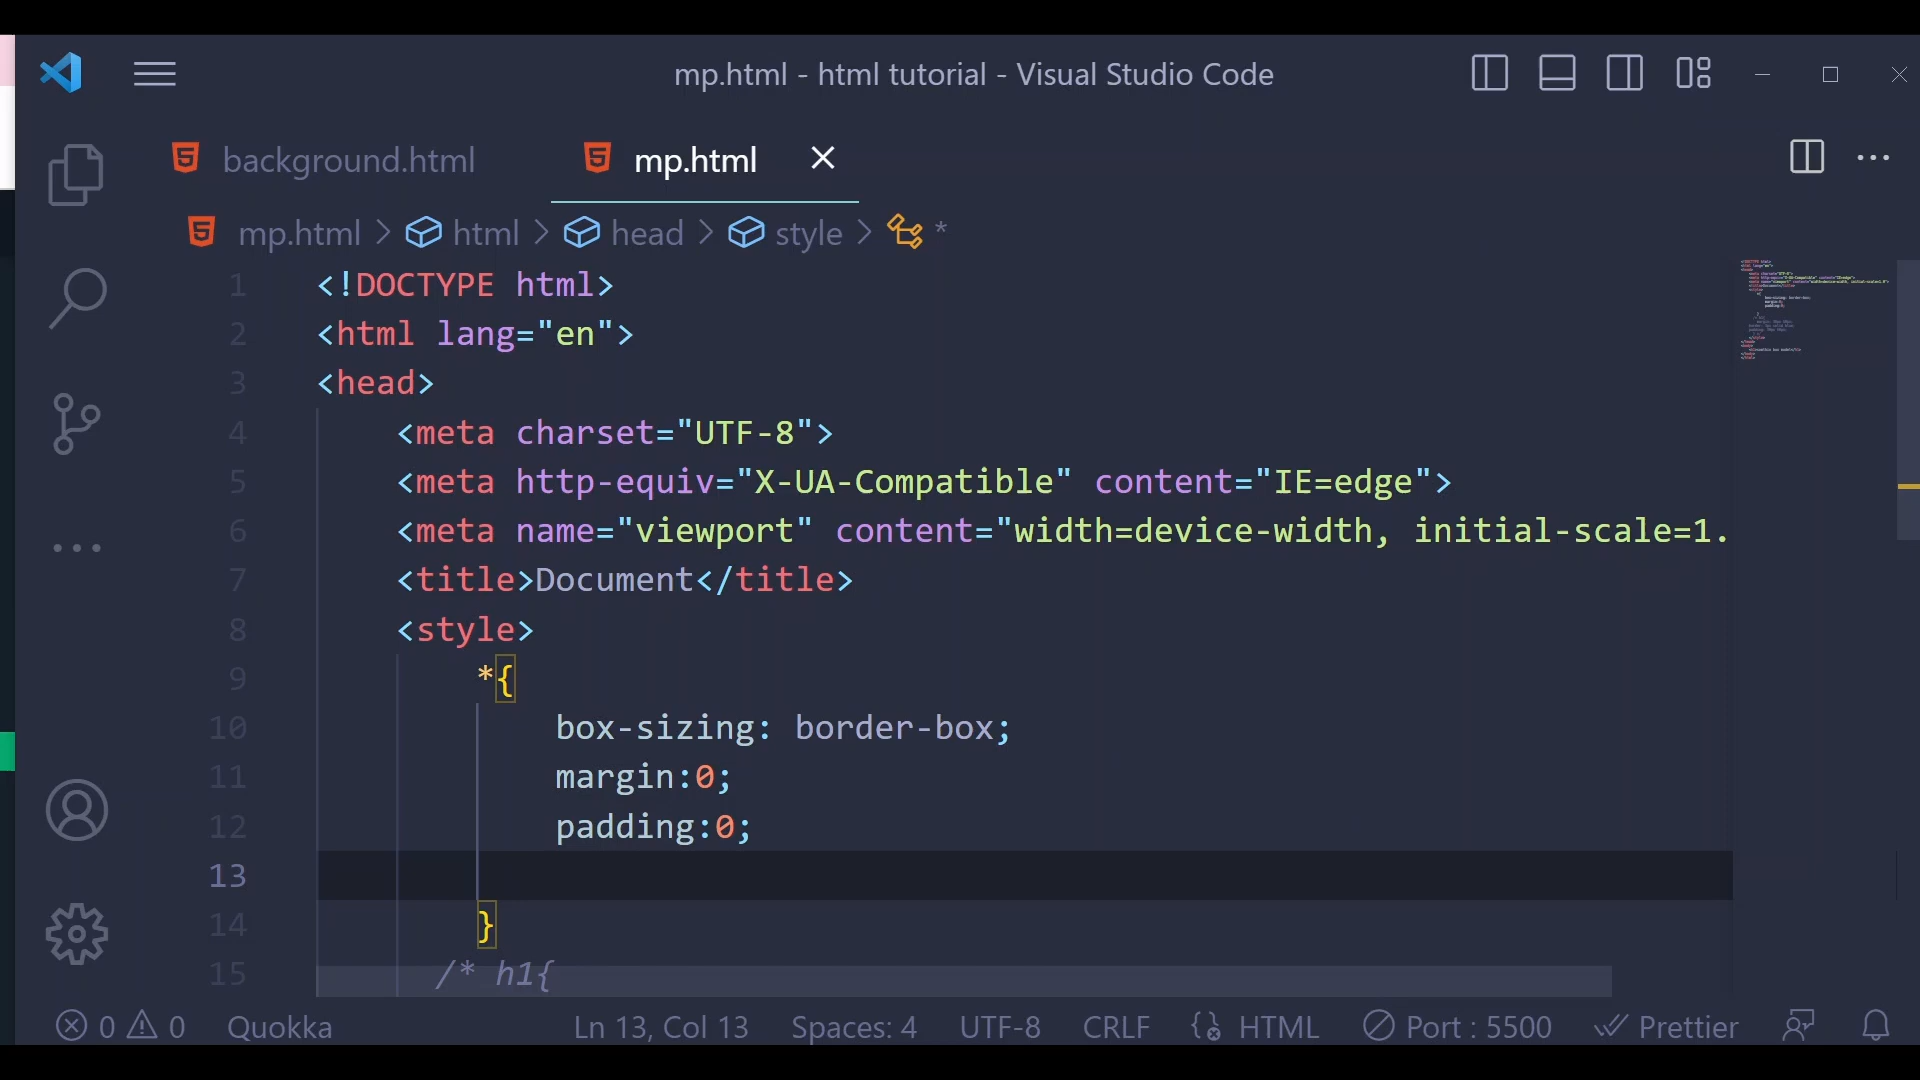 mp.html - html tutorial - Visual Studio Code
background.html mp.html
mp.html > html > head > style > *
1 <!DOCTYPE html>
2 <html lang="en">
3 <head>
4 <meta charset="UTF-8">
5 <meta http-equiv="X-UA-Compatible" content="IE=edge">
6 <meta name="viewport" content="width=device-width, initial-scale=1.
7 <title>Document</title>
8 <style>
9 *{
10 box-sizing: border-box;
11 margin:0;
12 padding:0;
13
14 }
15 /* h1{
0 0 Quokka Ln 13, Col 13 Spaces: 4 UTF-8 CRLF HTML Port : 5500 Prettier